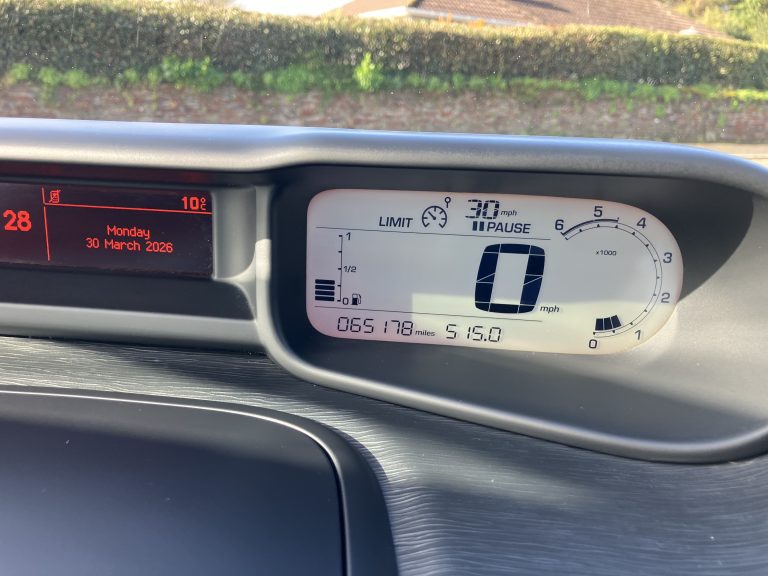 28
10°C
Monday
30 March 2026
LIMIT 30 mph
PAUSE
1
1/2
0
0 mph
065178 miles 515.0
6 5 4 3 2 1 0
x1000